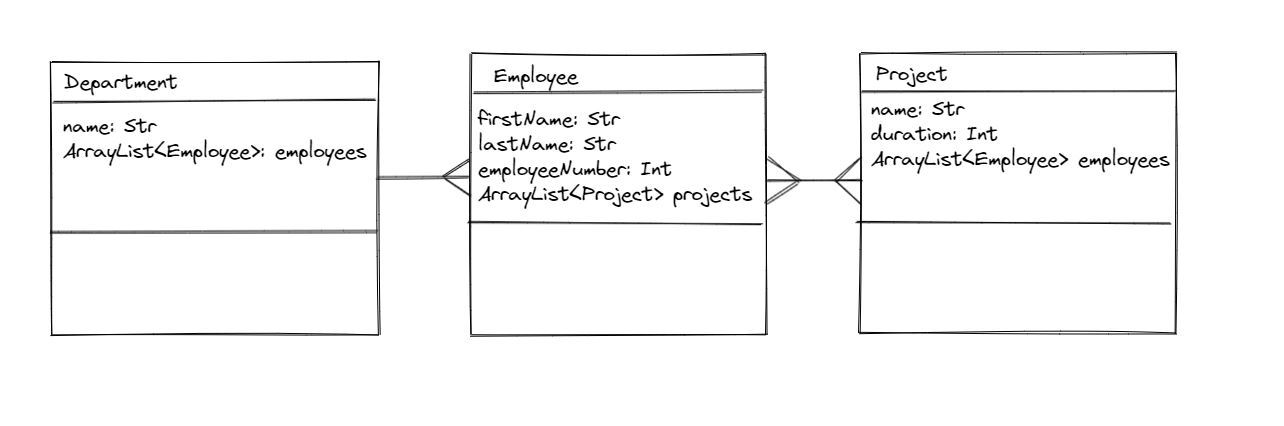 Department
name: Str
ArrayList<Employee>: employees
Employee
firstName: Str
lastName: Str
employeeNumber: Int
ArrayList<Project> projects
Project
name: Str
duration: Int
ArrayList<Employee> employees